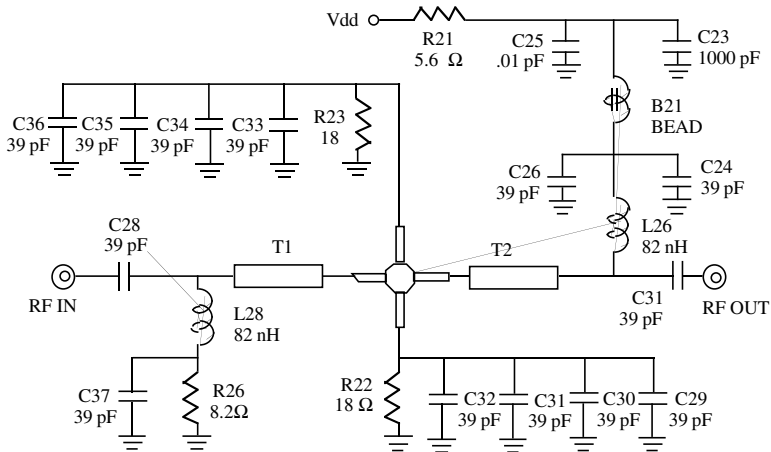 Vdd
R21
5.6 Ω
C25
.01 pF
C23
1000 pF
B21
BEAD
C36
39 pF
C35
39 pF
C34
39 pF
C33
39 pF
R23
18
C26
39 pF
C24
39 pF
C28
39 pF
T1
T2
L26
82 nH
RF IN
L28
82 nH
C31
39 pF
RF OUT
C37
39 pF
R26
8.2Ω
R22
18 Ω
C32
39 pF
C31
39 pF
C30
39 pF
C29
39 pF